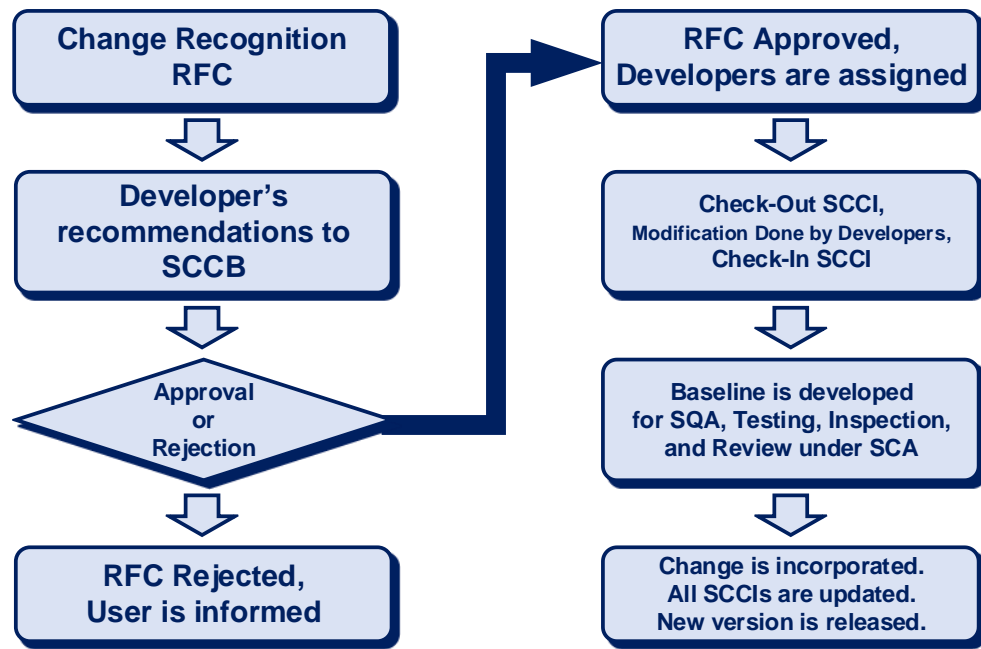 Change Recognition
RFC
Developer's
recommendations to
SCCB
Approval
or
Rejection
RFC Rejected,
User is informed
RFC Approved,
Developers are assigned
Check-Out SCCI,
Modification Done by Developers,
Check-In SCCI
Baseline is developed
for SQA, Testing, Inspection,
and Review under SCA
Change is incorporated.
All SCCIs are updated.
New version is released.